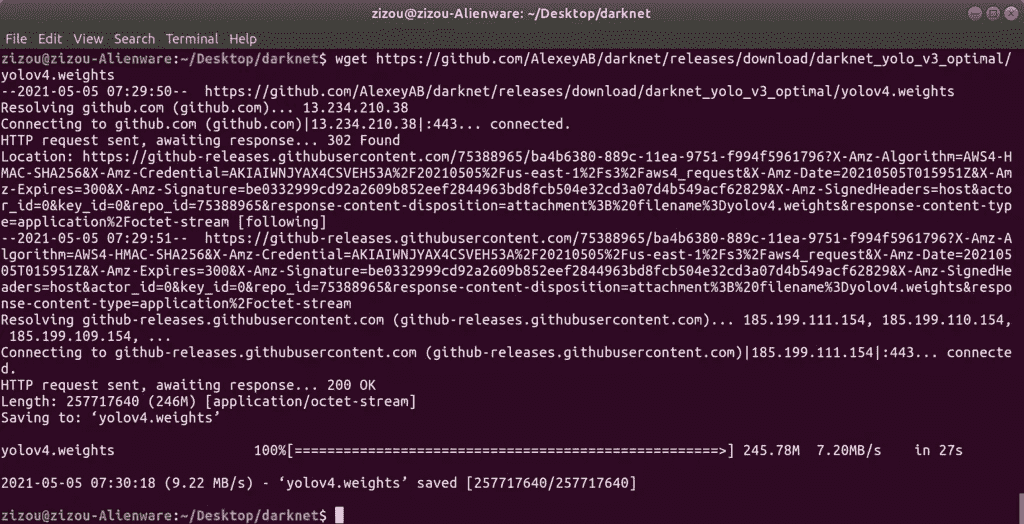 zizou@zizou-Alienware: ~/Desktop/darknet
File Edit View Search Terminal Help
zizou@zizou-Alienware:~/Desktop/darknet$ wget https://github.com/AlexeyAB/darknet/releases/download/darknet_yolo_v3_optimal/
yolov4.weights
--2021-05-05 07:29:50--  https://github.com/AlexeyAB/darknet/releases/download/darknet_yolo_v3_optimal/yolov4.weights
Resolving github.com (github.com)... 13.234.210.38
Connecting to github.com (github.com)|13.234.210.38|:443... connected.
HTTP request sent, awaiting response... 302 Found
Location: https://github-releases.githubusercontent.com/75388965/ba4b6380-889c-11ea-9751-f994f5961796?X-Amz-Algorithm=AWS4-H
MAC-SHA256&X-Amz-Credential=AKIAIWNJYAX4CSVEH53A%2F20210505%2Fus-east-1%2Fs3%2Faws4_request&X-Amz-Date=20210505T015951Z&X-Am
z-Expires=300&X-Amz-Signature=be0332999cd92a2609b852eef2844963bd8fcb504e32cd3a07d4b549acf62829&X-Amz-SignedHeaders=host&acto
r_id=0&key_id=0&repo_id=75388965&response-content-disposition=attachment%3B%20filename%3Dyolov4.weights&response-content-typ
e=application%2Foctet-stream [following]
--2021-05-05 07:29:51--  https://github-releases.githubusercontent.com/75388965/ba4b6380-889c-11ea-9751-f994f5961796?X-Amz-A
lgorithm=AWS4-HMAC-SHA256&X-Amz-Credential=AKIAIWNJYAX4CSVEH53A%2F20210505%2Fus-east-1%2Fs3%2Faws4_request&X-Amz-Date=202105
05T015951Z&X-Amz-Expires=300&X-Amz-Signature=be0332999cd92a2609b852eef2844963bd8fcb504e32cd3a07d4b549acf62829&X-Amz-SignedHe
aders=host&actor_id=0&key_id=0&repo_id=75388965&response-content-disposition=attachment%3B%20filename%3Dyolov4.weights&respo
nse-content-type=application%2Foctet-stream
Resolving github-releases.githubusercontent.com (github-releases.githubusercontent.com)... 185.199.111.154, 185.199.110.154,
 185.199.109.154, ...
Connecting to github-releases.githubusercontent.com (github-releases.githubusercontent.com)|185.199.111.154|:443... connecte
d.
HTTP request sent, awaiting response... 200 OK
Length: 257717640 (246M) [application/octet-stream]
Saving to: ‘yolov4.weights’
yolov4.weights 100%[===================================================>] 245.78M 7.20MB/s in 27s
2021-05-05 07:30:18 (9.22 MB/s) - ‘yolov4.weights’ saved [257717640/257717640]
zizou@zizou-Alienware:~/Desktop/darknet$